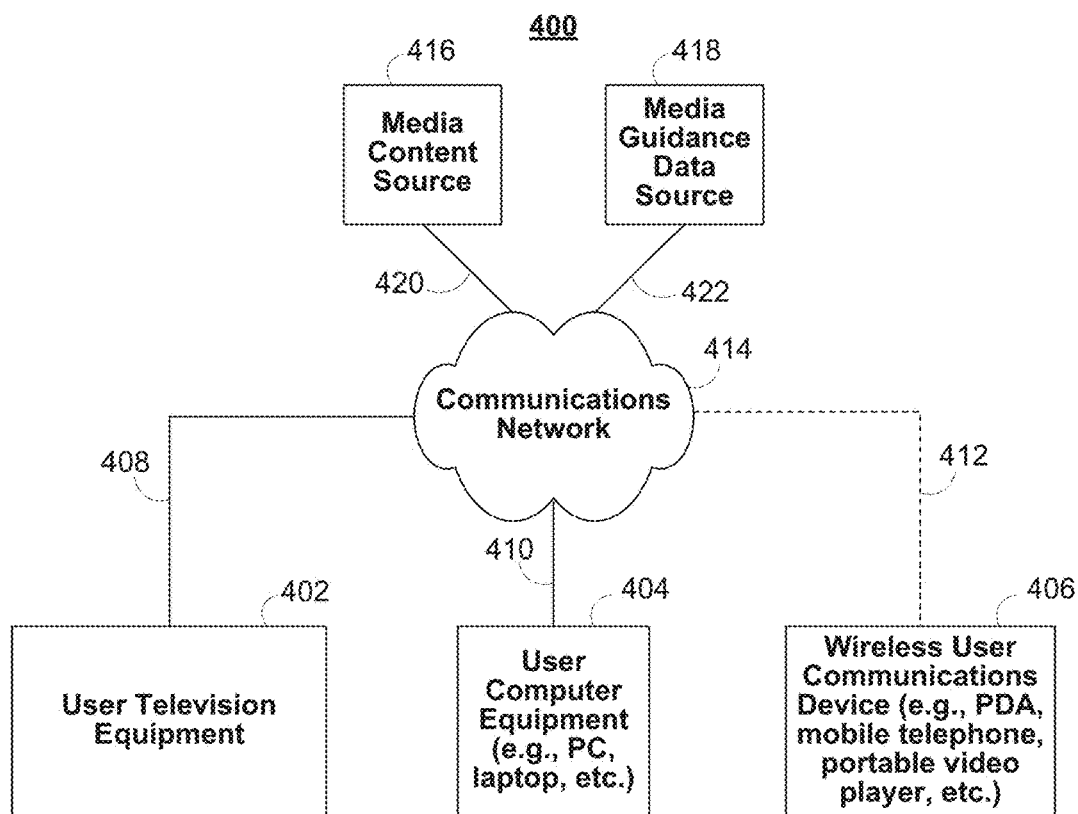 400
416
418
Media
Content
Source
Media
Guidance
Data
Source
420
422
414
Communications
Network
408
412
410
402
404
406
User Television
Equipment
User
Computer
Equipment
(e.g., PC,
laptop, etc.)
Wireless User
Communications
Device (e.g., PDA,
mobile telephone,
portable video
player, etc.)